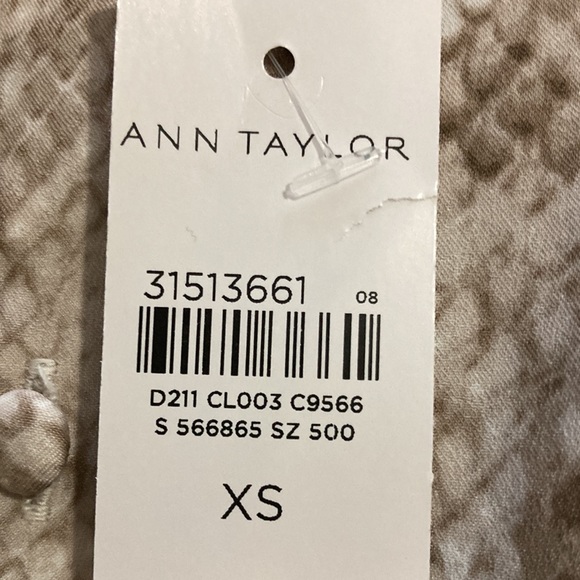 ANN TAYLOR
31513661 08
D211 CL003 C9566
S 566865 SZ 500
XS